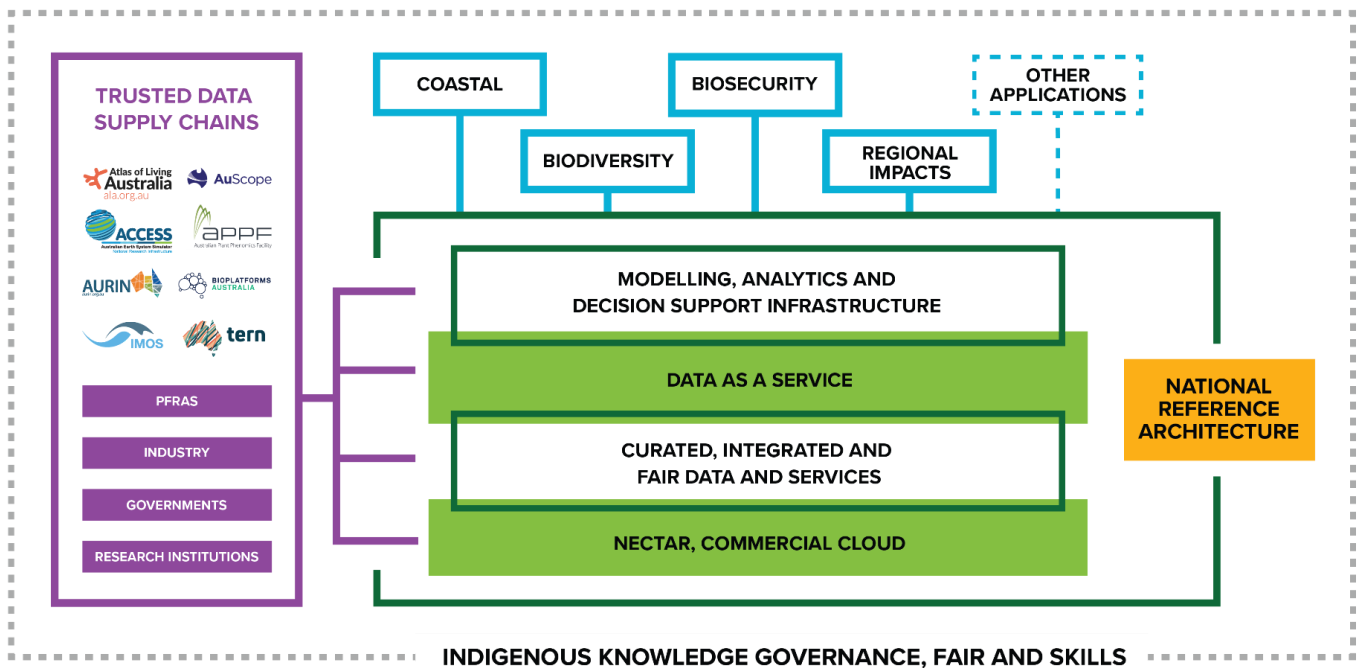 TRUSTED DATA
SUPPLY CHAINS
Atlas of Living
Australia
ala.org.au
AuScope
ACCESS
Australian Earth System Simulator
National Research Infrastructure
APPF
Australian Plant Phenomics Facility
AURIN
BIOPLATFORMS
AUSTRALIA
IMOS
tern
PFRAS
INDUSTRY
GOVERNMENTS
RESEARCH INSTITUTIONS
COASTAL
BIODIVERSITY
BIOSECURITY
REGIONAL
IMPACTS
OTHER
APPLICATIONS
MODELLING, ANALYTICS AND
DECISION SUPPORT INFRASTRUCTURE
DATA AS A SERVICE
CURATED, INTEGRATED AND
FAIR DATA AND SERVICES
NECTAR, COMMERCIAL CLOUD
NATIONAL
REFERENCE
ARCHITECTURE
INDIGENOUS KNOWLEDGE GOVERNANCE, FAIR AND SKILLS